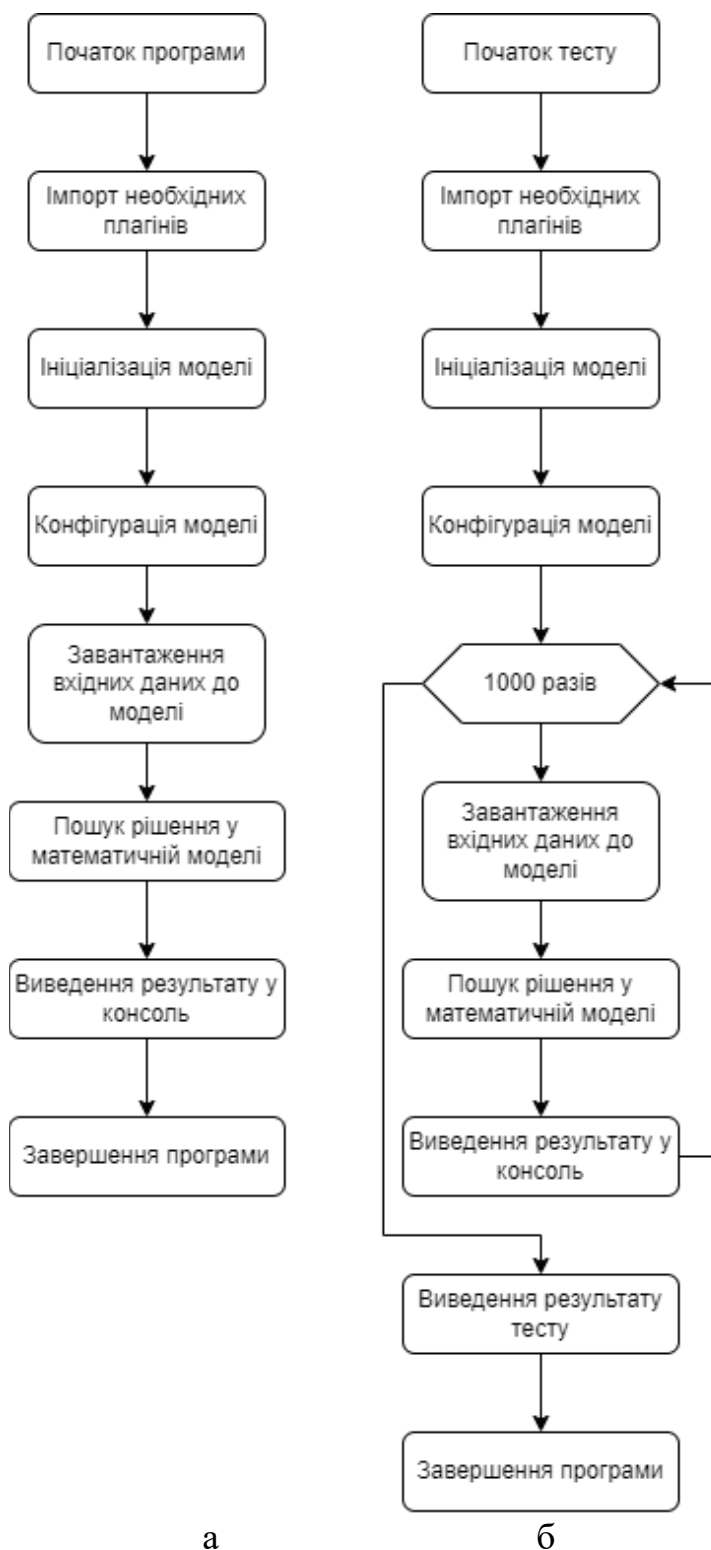 Початок програми
Імпорт необхідних
плагінів
Ініціалізація моделі
Конфігурація моделі
Завантаження
вхідних даних до
моделі
Пошук рішення у
математичній моделі
Виведення результату у
консоль
Завершення програми
а
Початок тесту
Імпорт необхідних
плагінів
Ініціалізація моделі
Конфігурація моделі
1000 разів
Завантаження
вхідних даних до
моделі
Пошук рішення у
математичній моделі
Виведення результату у
консоль
Виведення результату
тесту
Завершення програми
б